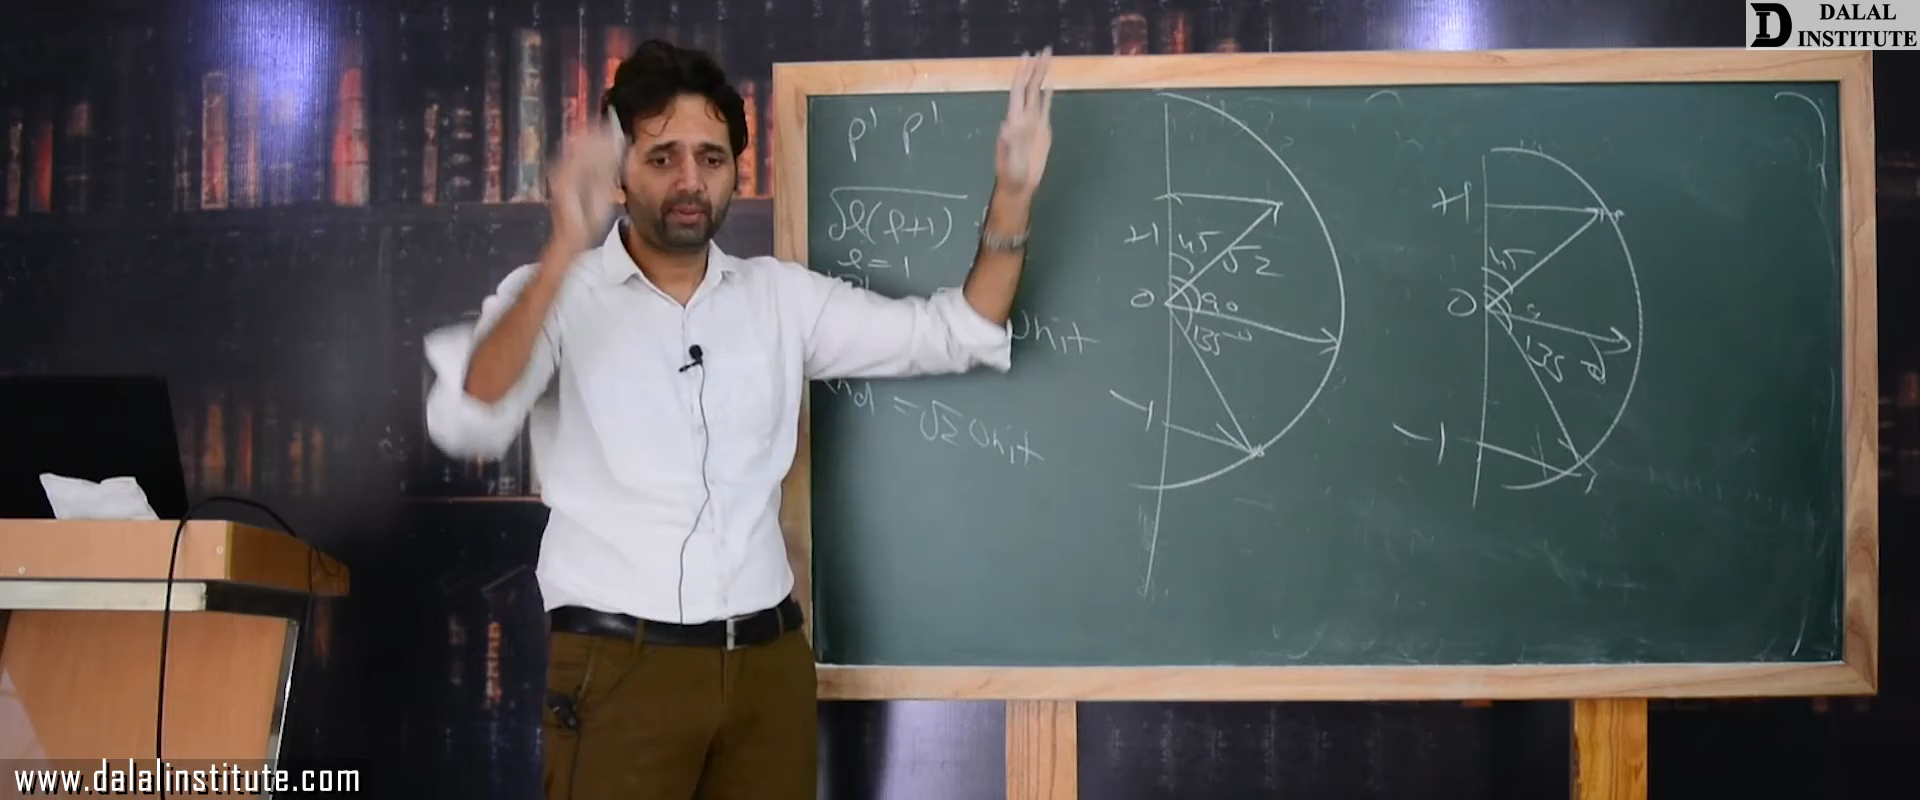 DALAL
INSTITUTE
p¹ p¹
√l(l+1)
l=1
Unit
= √2 Unit
+1
45
√2
0
90
135
-1
+1
45
0
135
-1
www.dalalinstitute.com